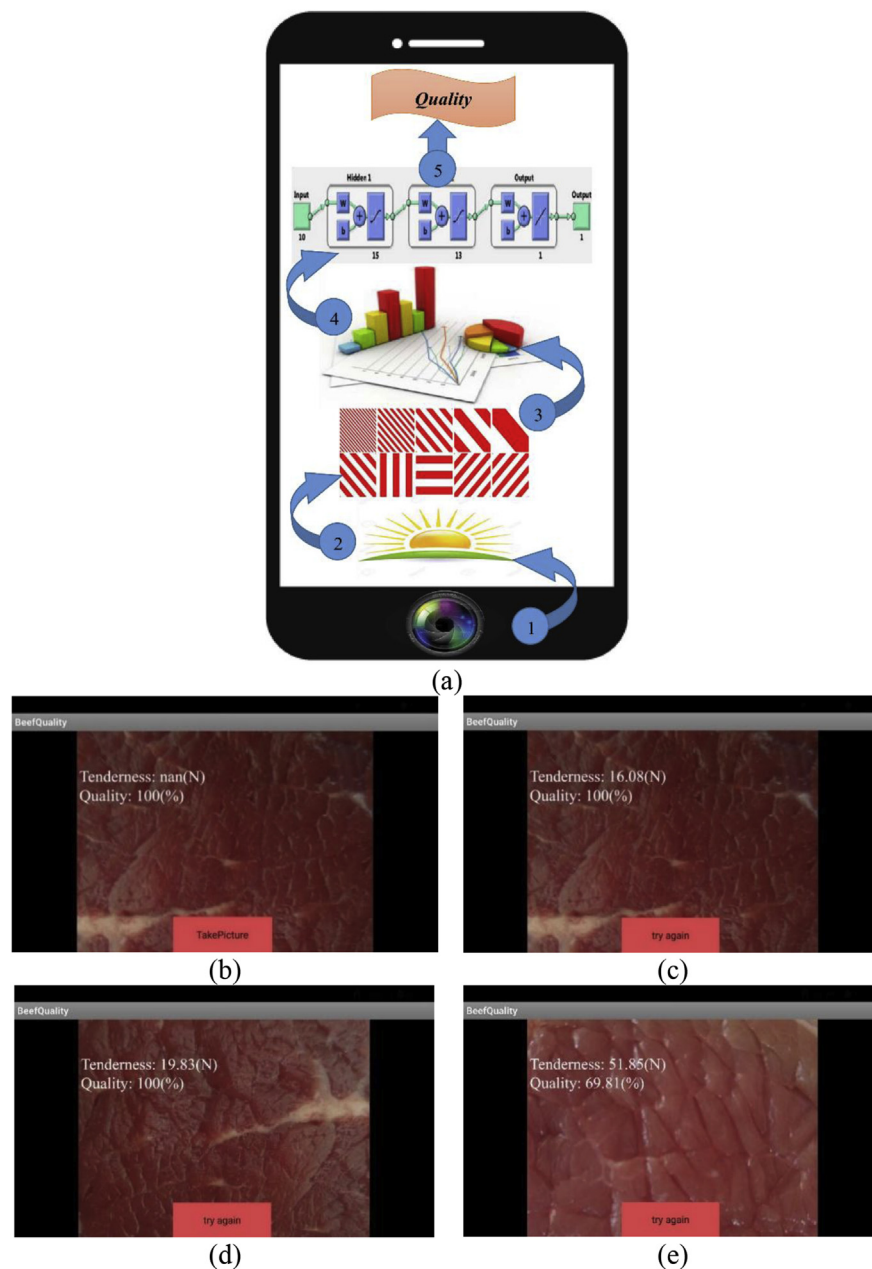 Quality
5
Hidden 1
Output
Input
Output
W
W
W
b
b
b
10
15
13
1
1
4
3
2
1
(a)
BeefQuality
Tenderness: nan(N)
Quality: 100(%)
TakePicture
(b)
BeefQuality
Tenderness: 16.08(N)
Quality: 100(%)
try again
(c)
BeefQuality
Tenderness: 19.83(N)
Quality: 100(%)
try again
(d)
BeefQuality
Tenderness: 51.85(N)
Quality: 69.81(%)
try again
(e)